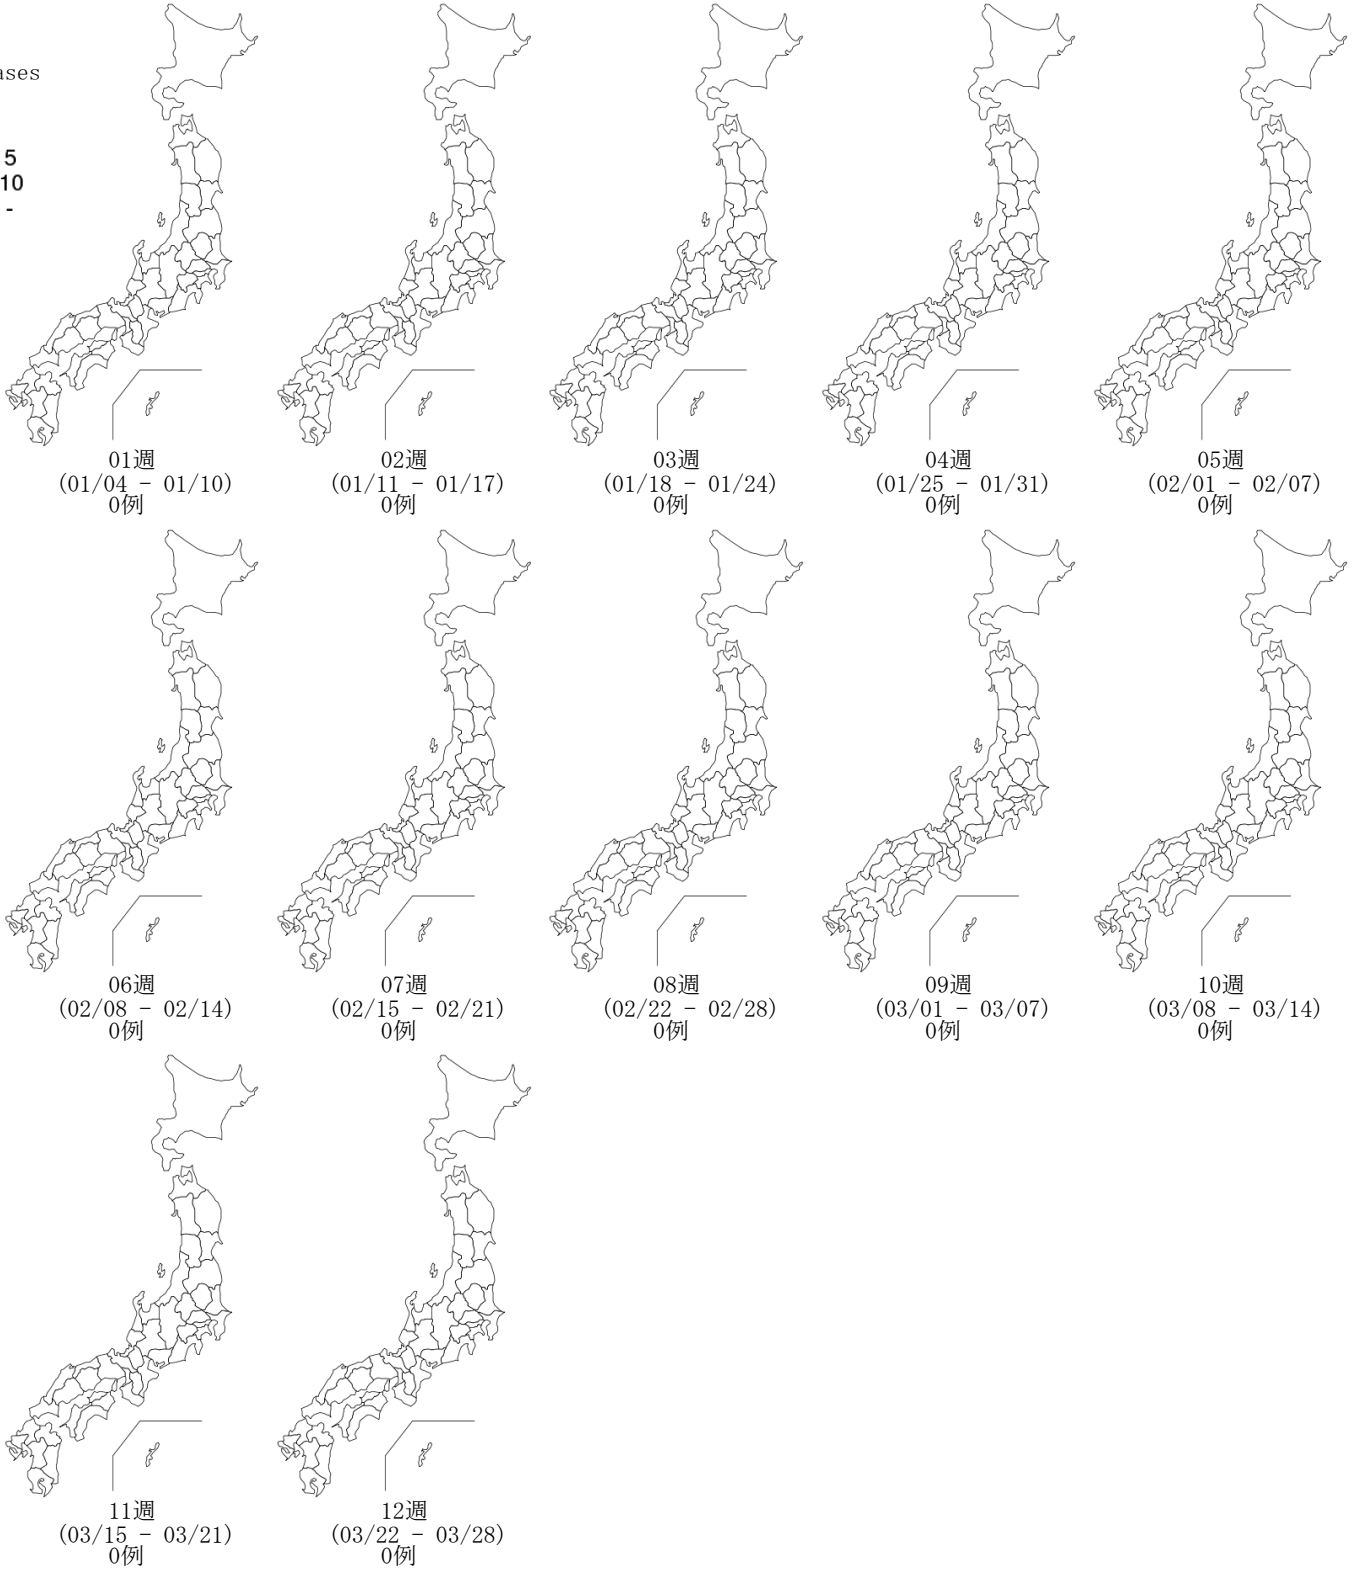 ases
5
10
-
01週
(01/04 - 01/10)
0例
02週
(01/11 - 01/17)
0例
03週
(01/18 - 01/24)
0例
04週
(01/25 - 01/31)
0例
05週
(02/01 - 02/07)
0例
06週
(02/08 - 02/14)
0例
07週
(02/15 - 02/21)
0例
08週
(02/22 - 02/28)
0例
09週
(03/01 - 03/07)
0例
10週
(03/08 - 03/14)
0例
11週
(03/15 - 03/21)
0例
12週
(03/22 - 03/28)
0例